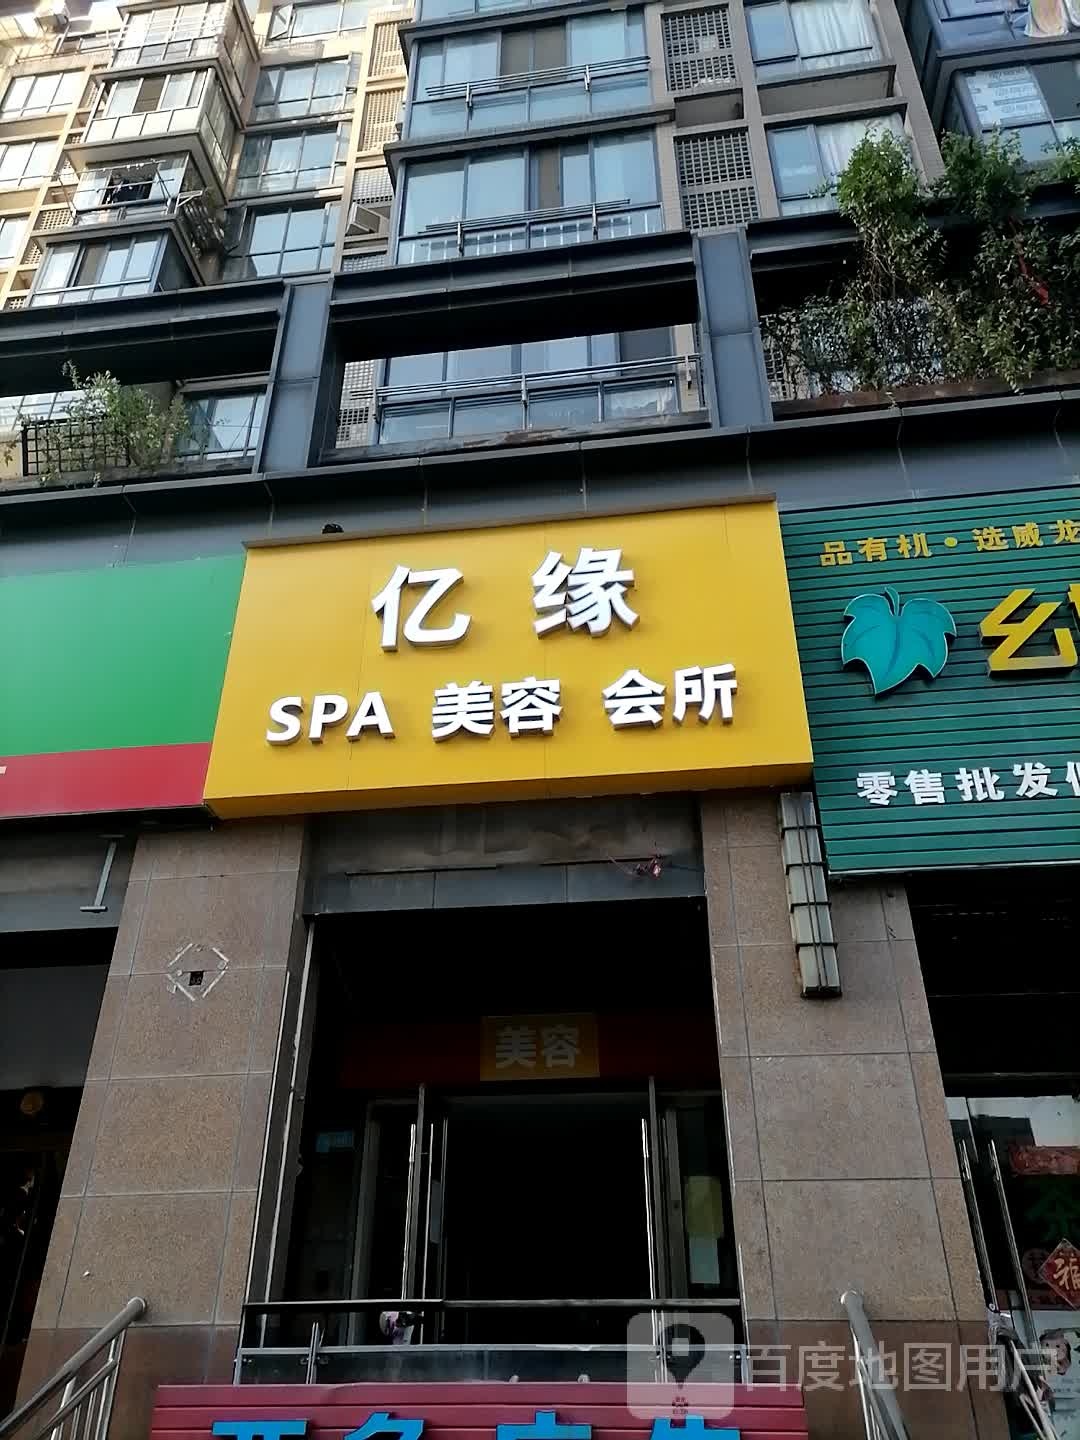 亿缘
SPA 美容 会所
品有机·选威龙
零售批发
美容
茶
福
百度地图用户